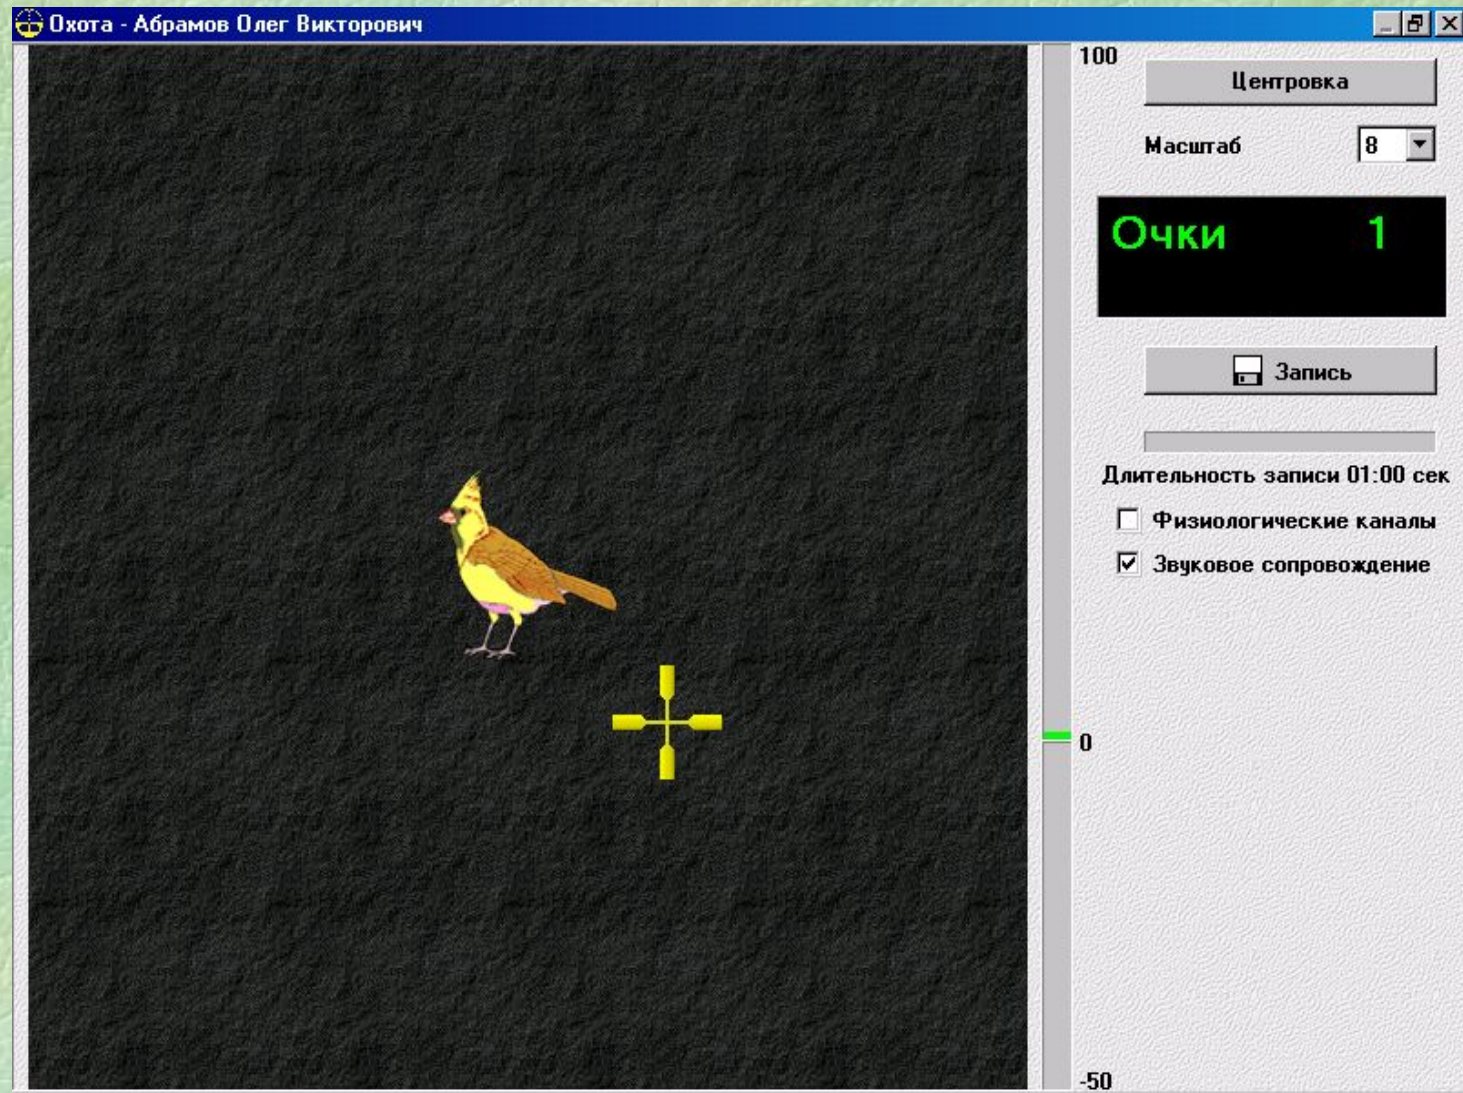 Охота - Абрамов Олег Викторович
100
Центровка
Масштаб 8
Очки 1
Запись
Длительность записи 01:00 сек
Физиологические каналы
Звуковое сопровождение
0
-50